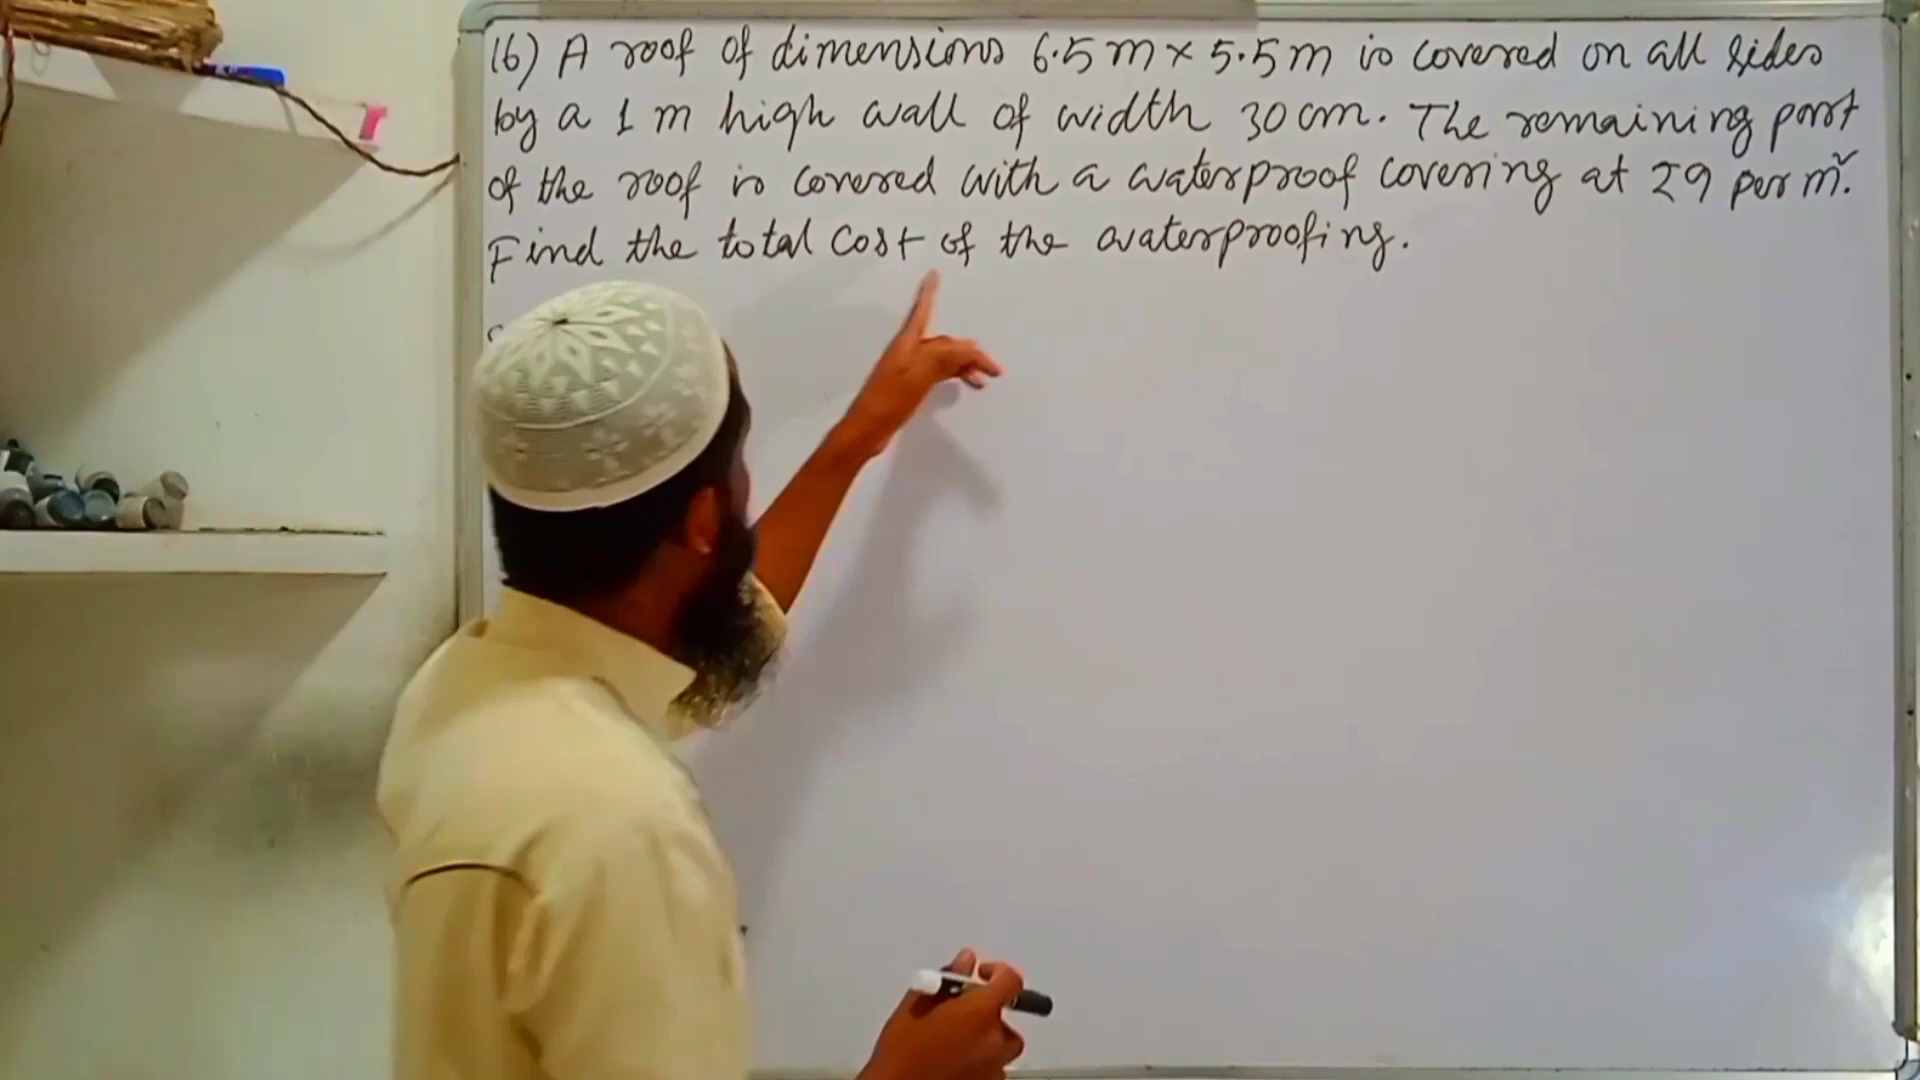 16) A roof of dimensions 6.5 m × 5.5 m is covered on all sides
by a 1 m high wall of width 30 cm. The remaining part
of the roof is covered with a waterproof covering at ₹9 per m².
Find the total cost of the waterproofing.